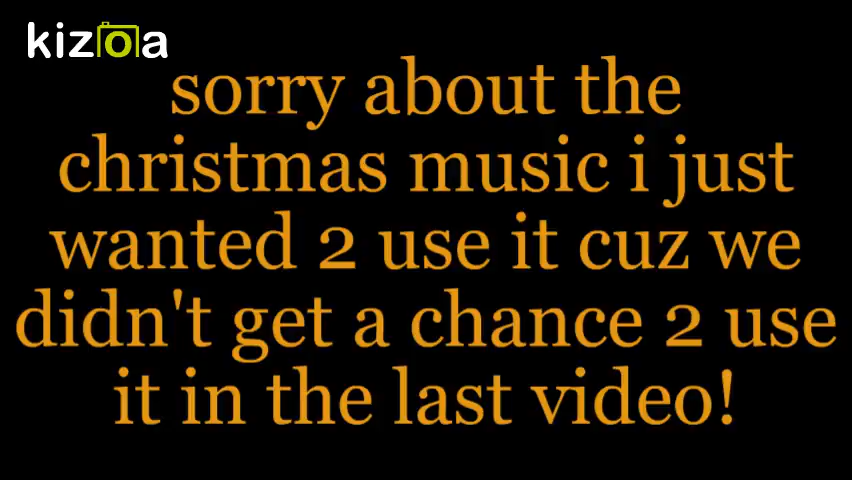 kizoa
sorry about the
christmas music i just
wanted 2 use it cuz we
didn't get a chance 2 use
it in the last video!